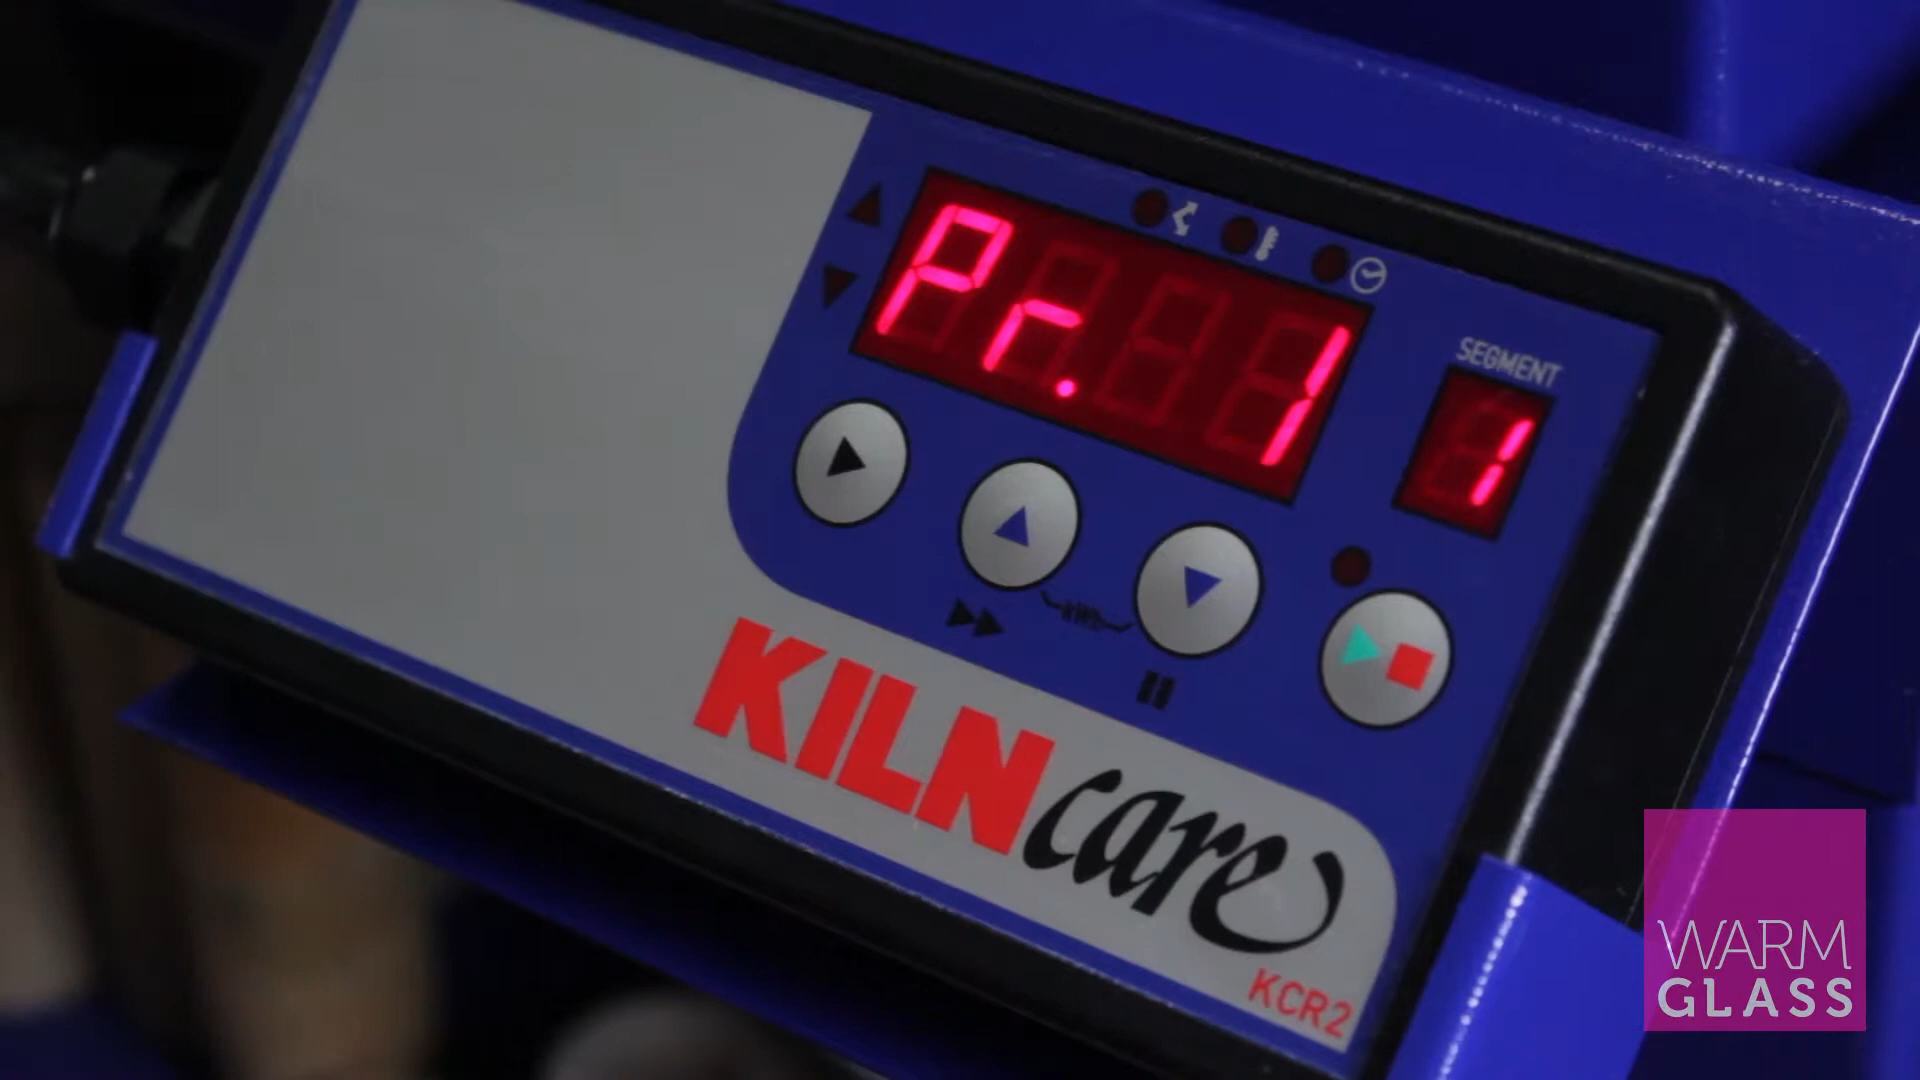 Pr. 1
SEGMENT
1
KILNcare
KCR2
WARM
GLASS